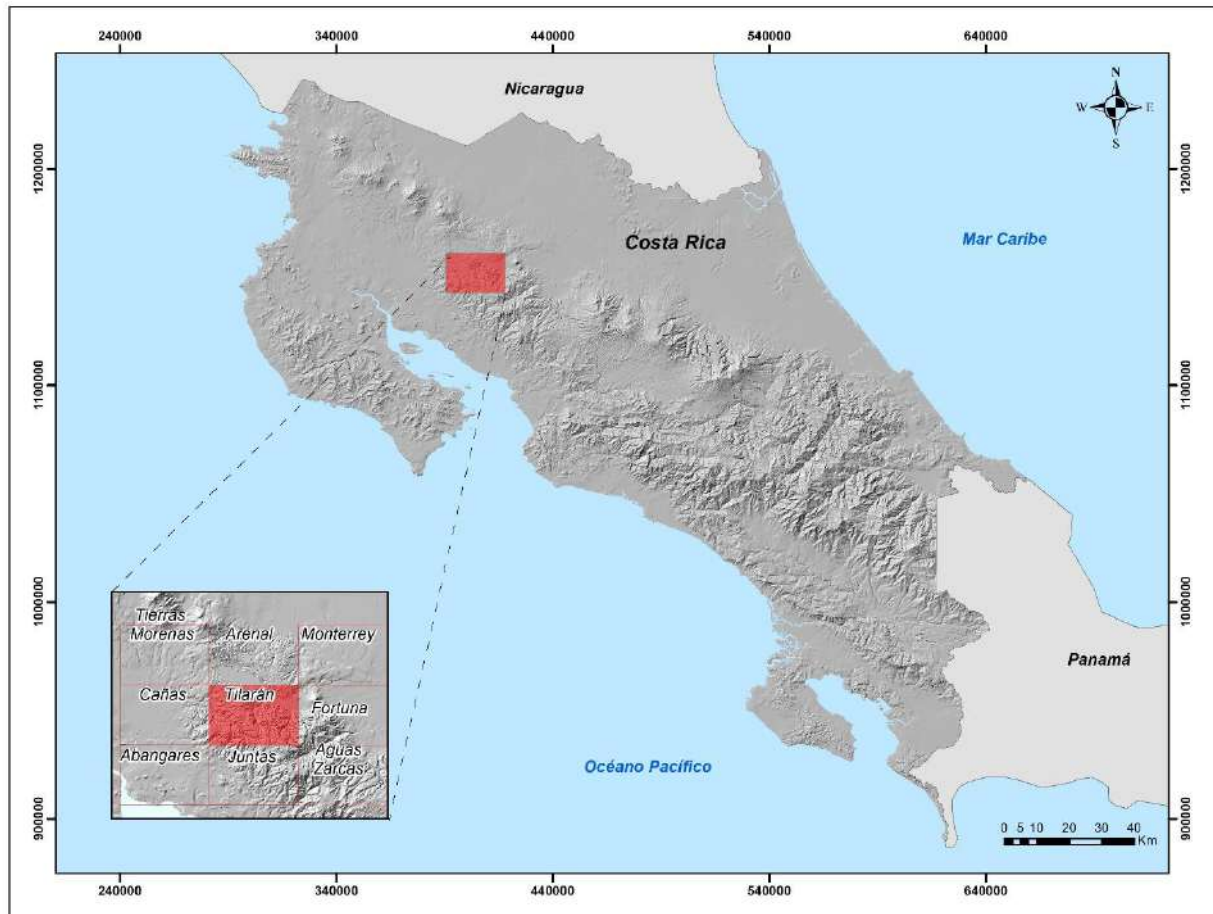 240000 340000 440000 540000 640000
Nicaragua
N
W E
S
1200000 1200000
Costa Rica
Mar Caribe
1100000 1100000
1000000 1000000
Tierras
Morenas Arenal Monterrey
Cañas Tilarán
Fortuna
Abangares Juntas Aguas
Zarcas
Panamá
Océano Pacífico
900000 900000
0 5 10 20 30 40
Km
240000 340000 440000 540000 640000